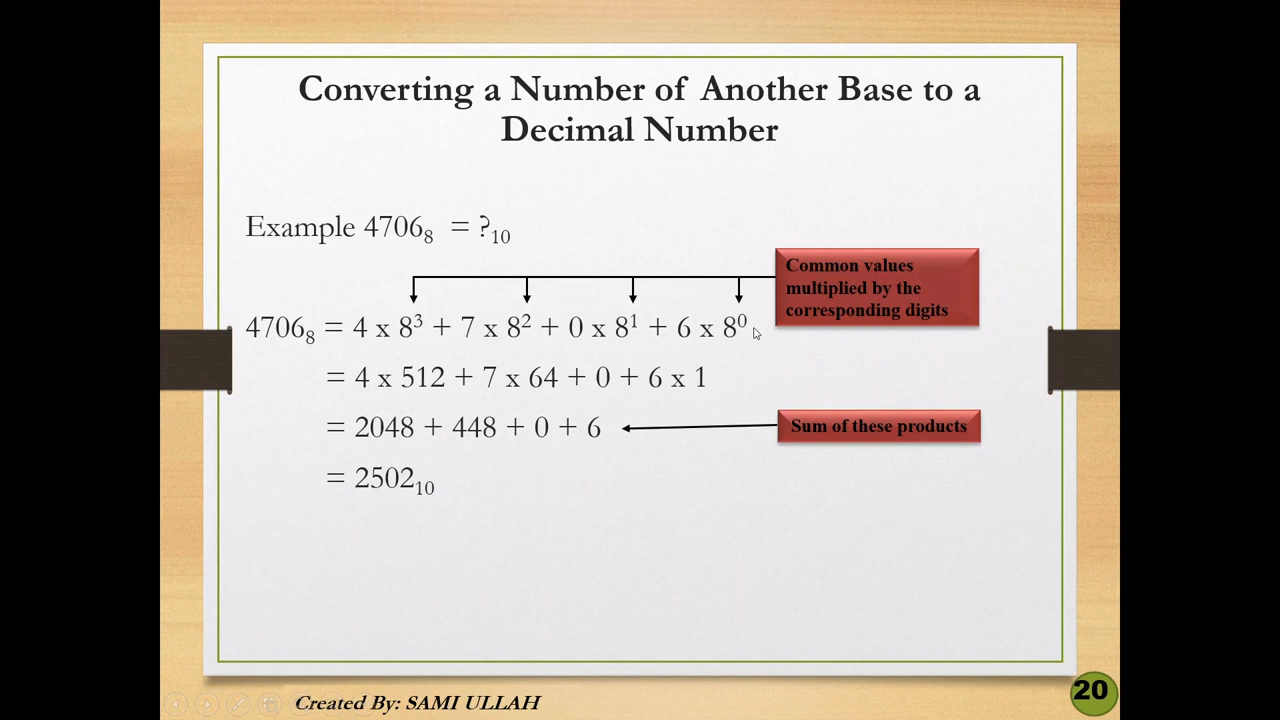 Converting a Number of Another Base to a
Decimal Number
Example 4706₈ = ?₁₀
Common values
multiplied by the
corresponding digits
4706₈ = 4 x 8³ + 7 x 8² + 0 x 8¹ + 6 x 8⁰
= 4 x 512 + 7 x 64 + 0 + 6 x 1
= 2048 + 448 + 0 + 6
Sum of these products
= 2502₁₀
Created By: SAMI ULLAH
20